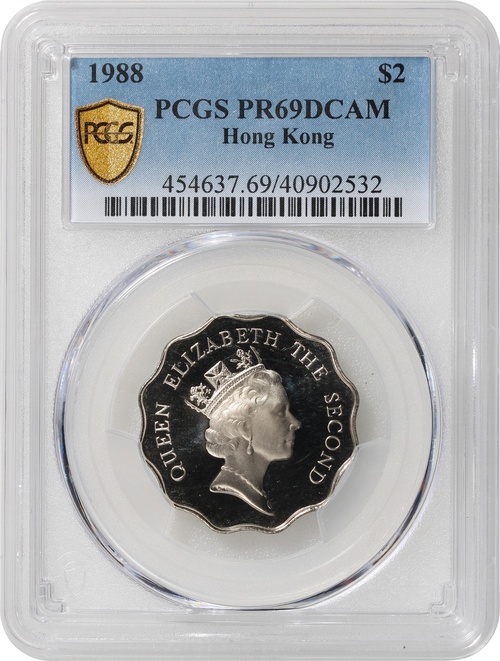 1988 $2
PCGS PR69DCAM
Hong Kong
PCGS
454637.69/40902532
QUEEN ELIZABETH THE SECOND